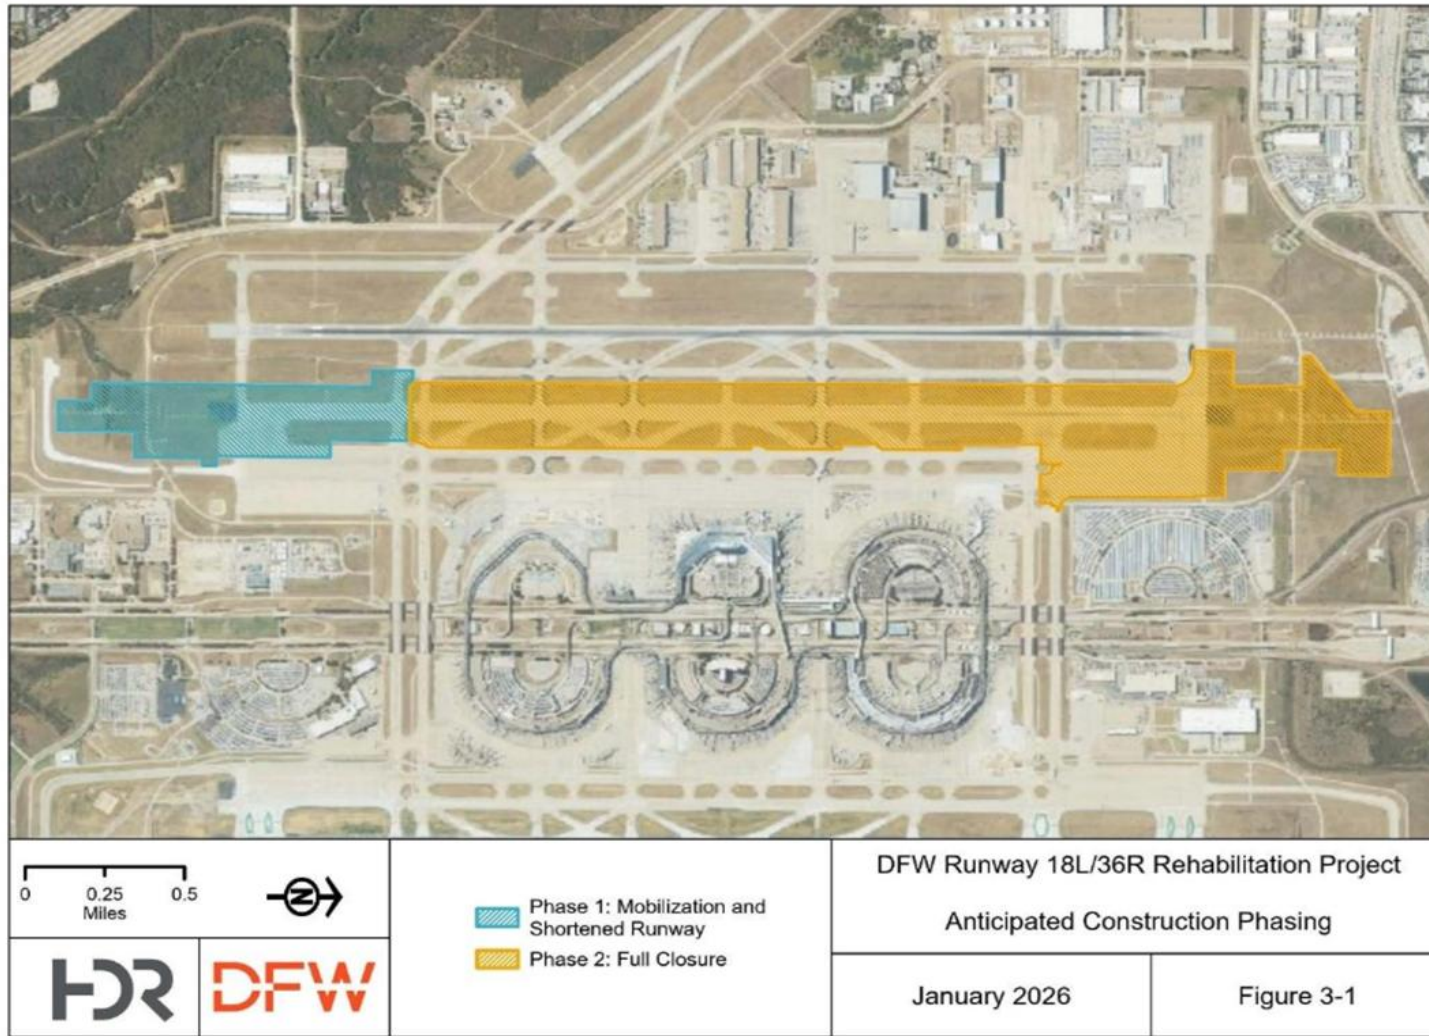 0 0.25 0.5
Miles
N
HDR
DFW
Phase 1: Mobilization and
Shortened Runway
Phase 2: Full Closure
DFW Runway 18L/36R Rehabilitation Project
Anticipated Construction Phasing
January 2026
Figure 3-1